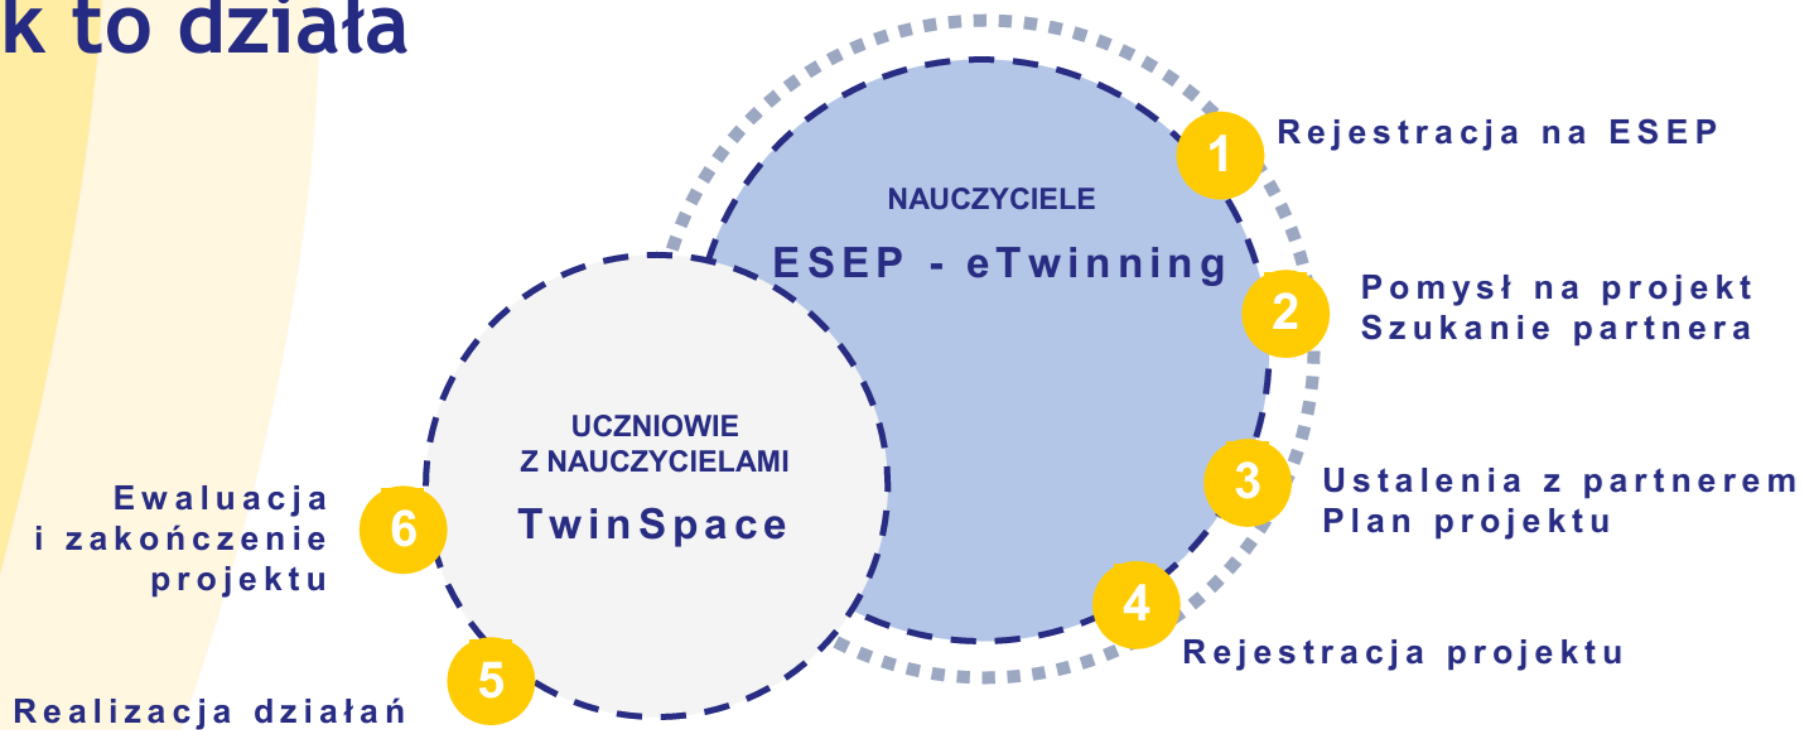 k to działa
1
Rejestracja na ESEP
NAUCZYCIELE
ESEP - eTwinning
2
Pomysł na projekt
Szukanie partnera
UCZNIOWIE
Z NAUCZYCIELAMI
TwinSpace
3
Ustalenia z partnerem
Plan projektu
4
Rejestracja projektu
5
Realizacja działań
6
Ewaluacja
i zakończenie
projektu